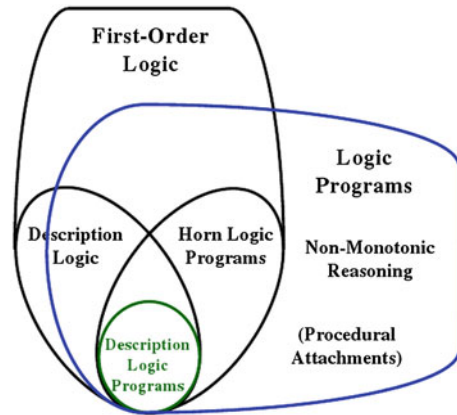 First-Order
Logic
Logic
Programs
Description
Logic
Horn Logic
Programs
Non-Monotonic
Reasoning
Description
Logic
Programs
(Procedural
Attachments)